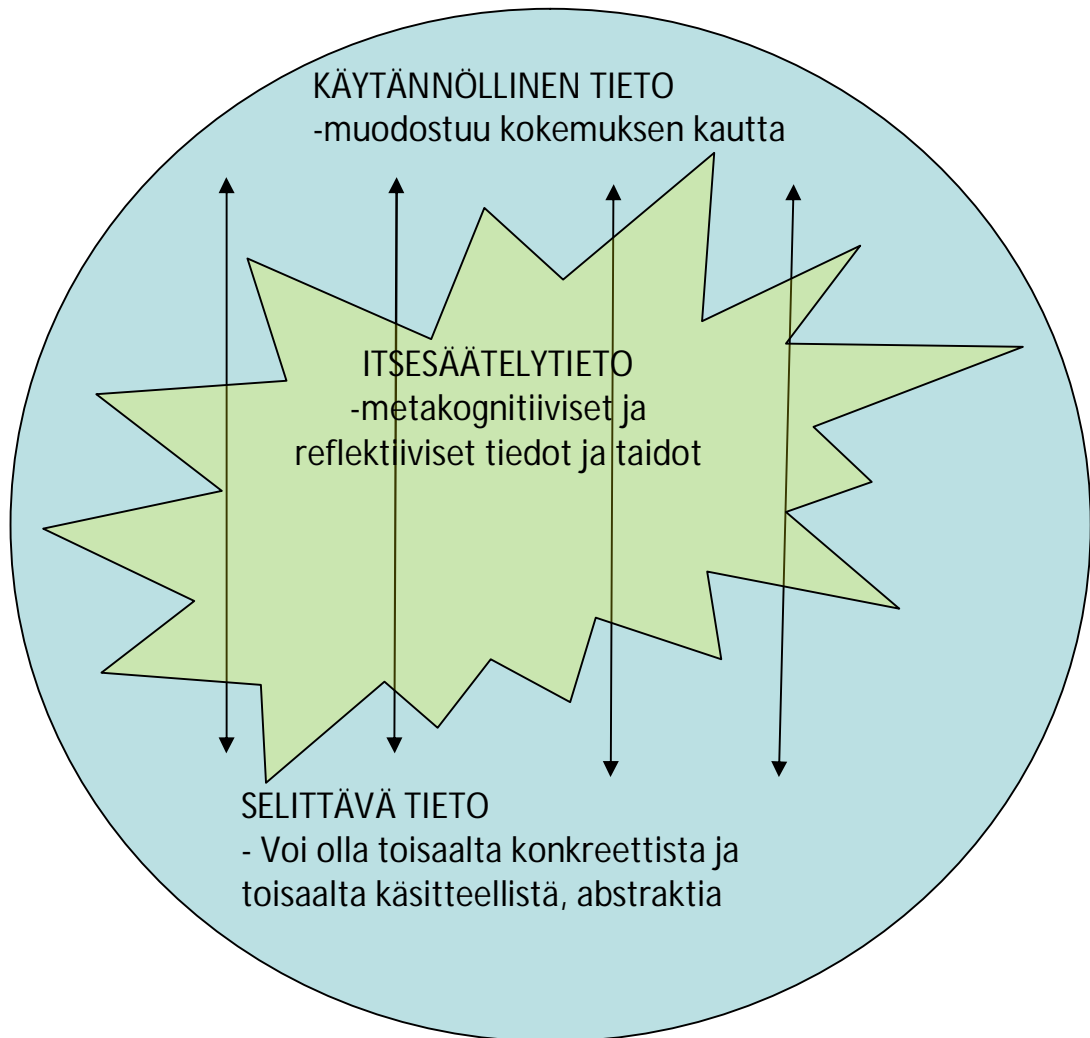 KÄYTÄNNÖLLINEN TIETO
-muodostuu kokemuksen kautta
ITSESÄÄTELYTIETO
-metakognitiiviset ja
reflektiiviset tiedot ja taidot
SELITTÄVÄ TIETO
- Voi olla toisaalta konkreettista ja
toisaalta käsitteellistä, abstraktia